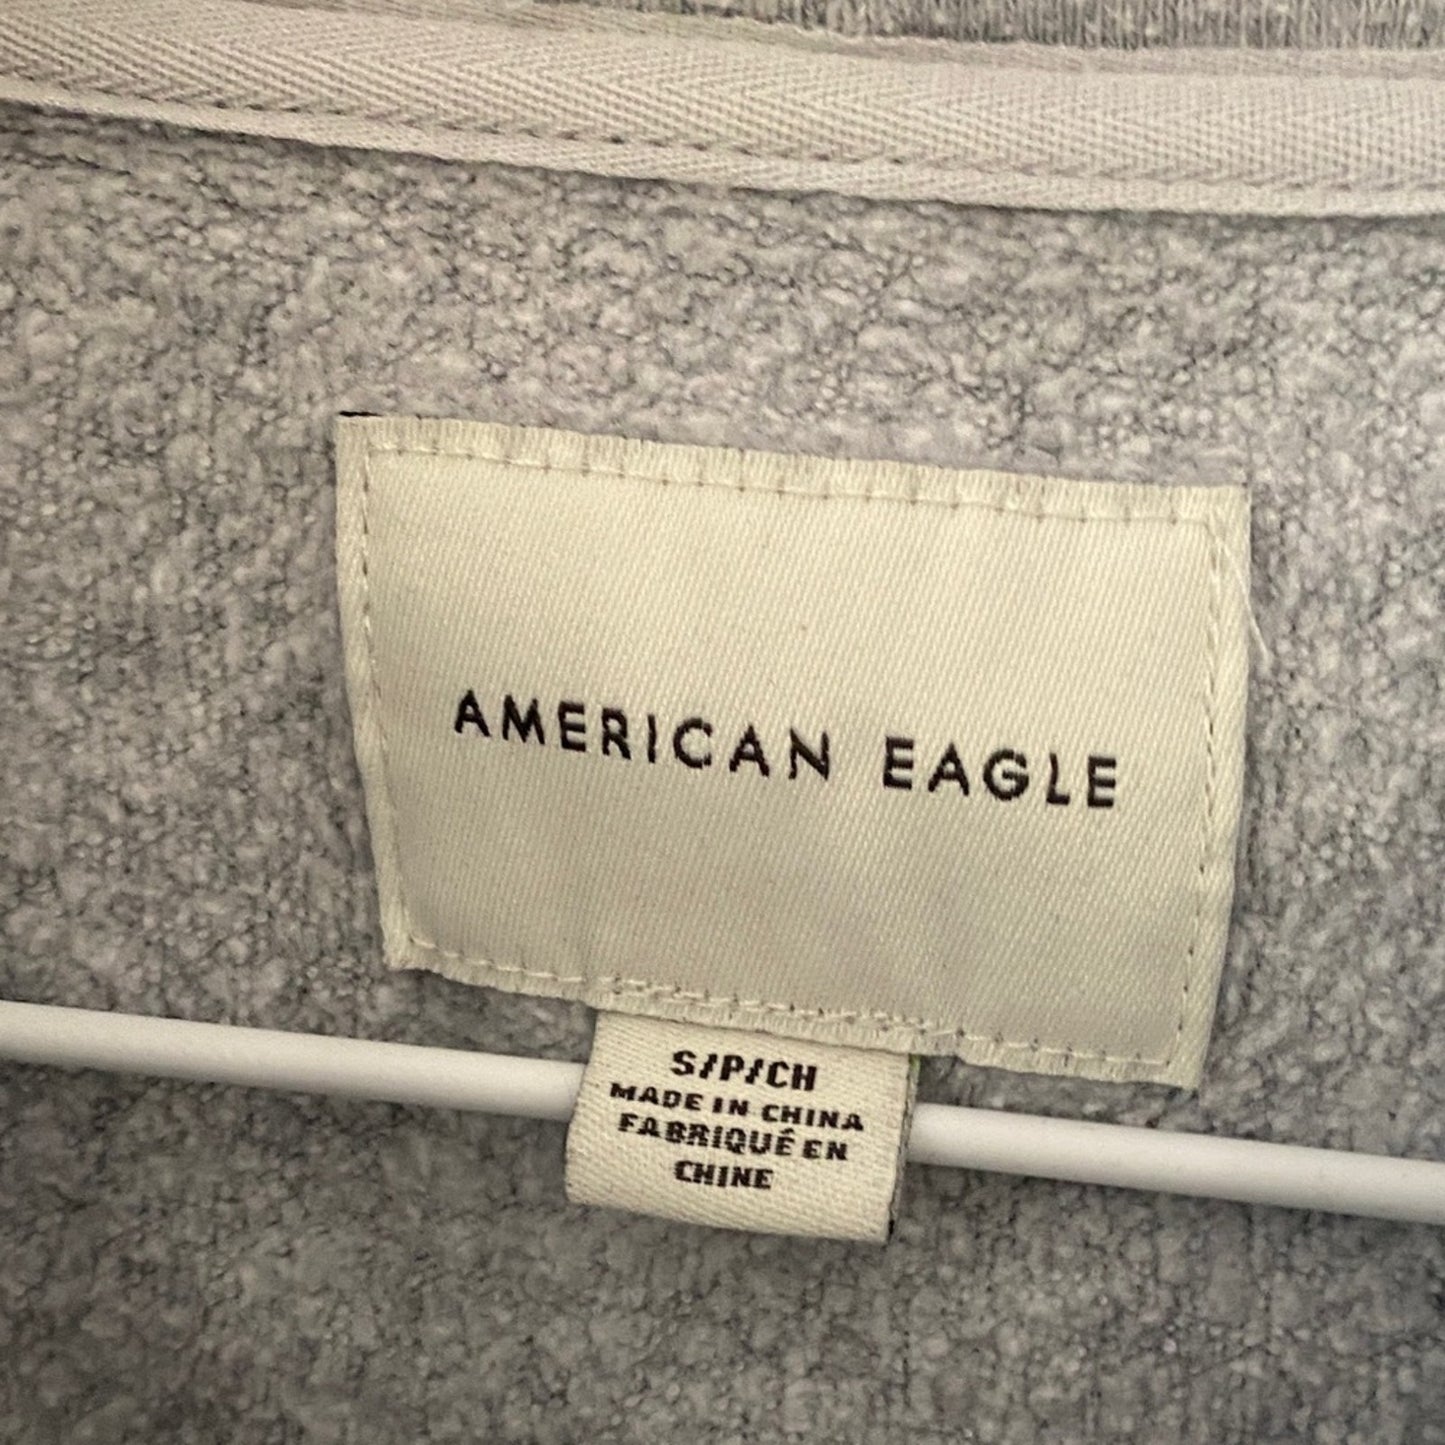 AMERICAN EAGLE
S/P/CH
MADE IN CHINA
FABRIQUÉ EN
CHINE